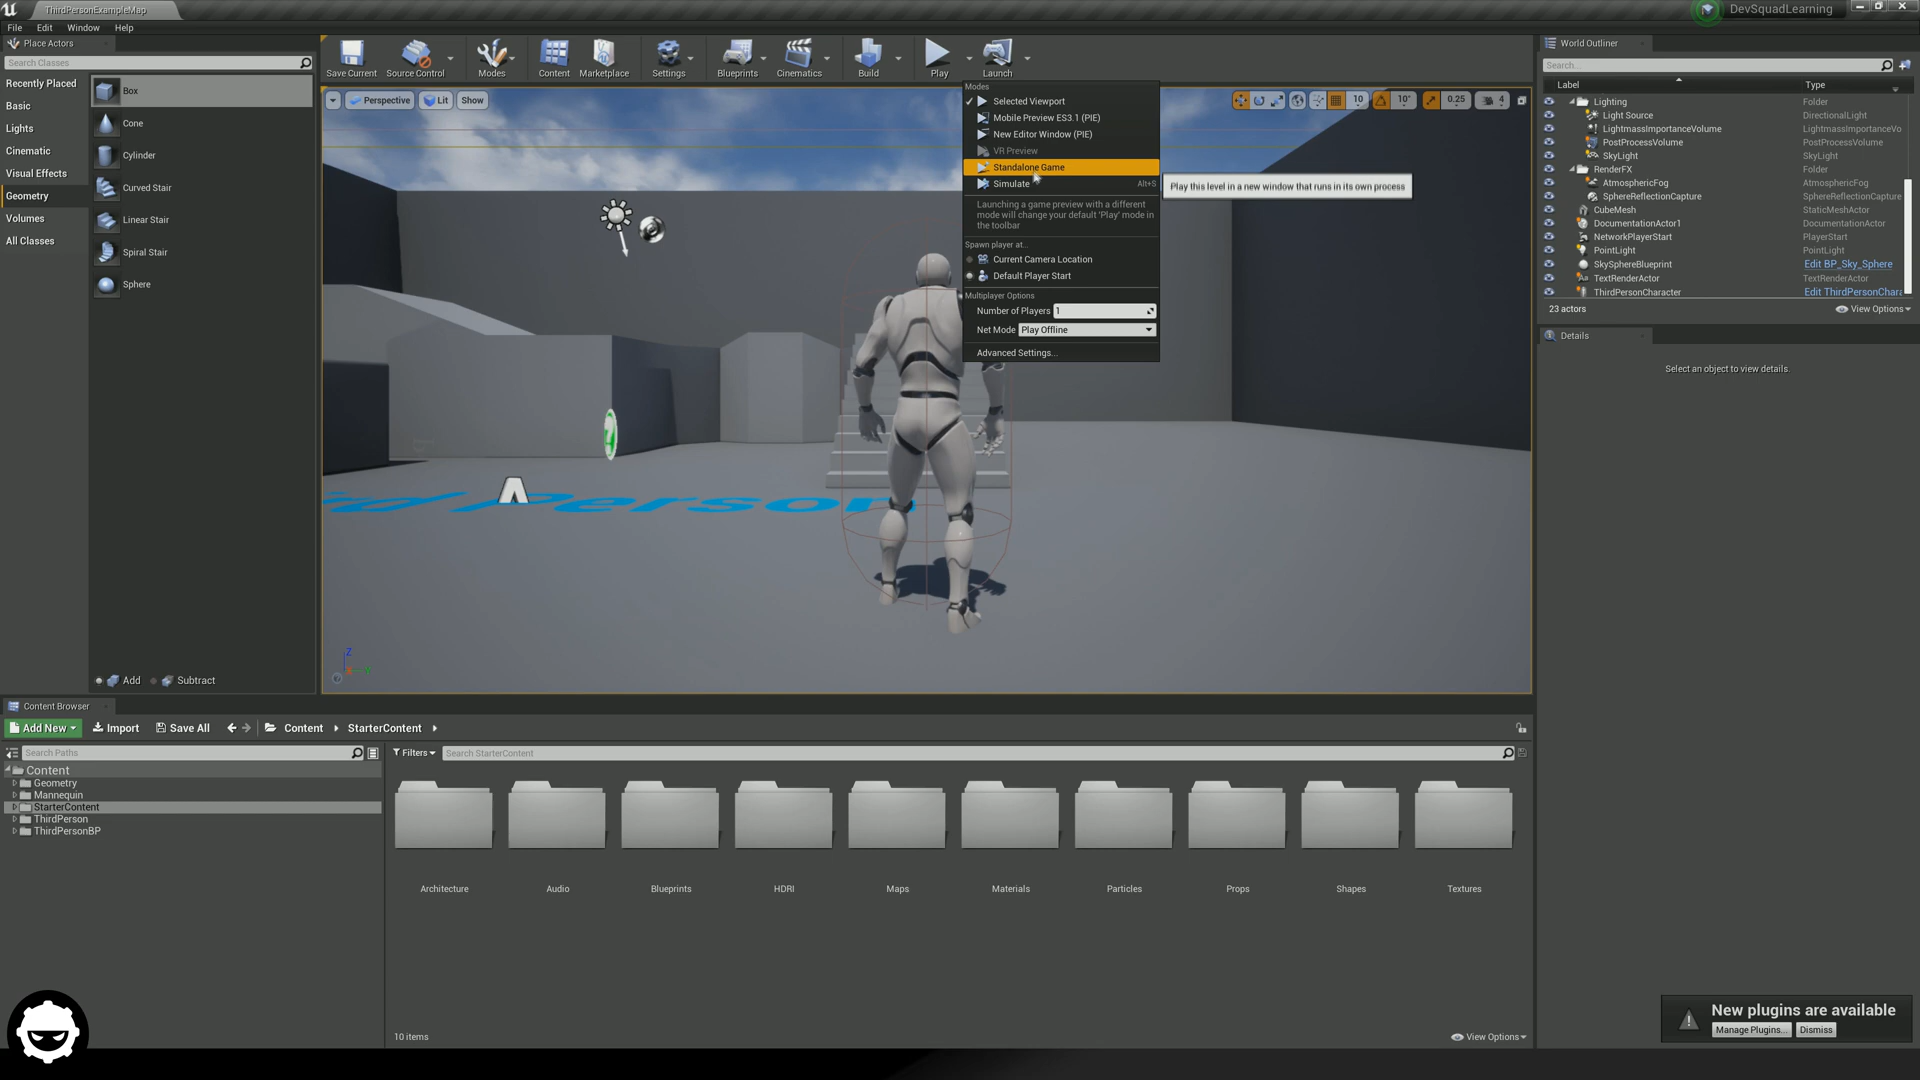 ThirdPersonExampleMap
DevSquadLearning
File Edit Window Help
Place Actors
Search Classes
Recently Placed
Basic
Lights
Cinematic
Visual Effects
Geometry
Volumes
All Classes
Box
Cone
Cylinder
Curved Stair
Linear Stair
Spiral Stair
Sphere
Add Subtract
Save Current Source Control Modes Content Marketplace Settings Blueprints Cinematics Build Play Launch
Perspective Lit Show
10 10° 0.25 4
Modes
Selected Viewport
Mobile Preview ES3.1 (PIE)
New Editor Window (PIE)
VR Preview
Standalone Game
Simulate Alt+S
Launching a game preview with a different
mode will change your default 'Play' mode in
the toolbar
Spawn player at...
Current Camera Location
Default Player Start
Multiplayer Options
Number of Players 1
Net Mode Play Offline
Advanced Settings...
Play this level in a new window that runs in its own process
Person
Z
World Outliner
Search...
Label Type
Lighting Folder
Light Source DirectionalLight
LightmassImportanceVolume LightmassImportanceVo
PostProcessVolume PostProcessVolume
SkyLight SkyLight
RenderFX Folder
AtmosphericFog AtmosphericFog
SphereReflectionCapture SphereReflectionCapture
CubeMesh StaticMeshActor
DocumentationActor1 DocumentationActor
NetworkPlayerStart PlayerStart
PointLight PointLight
SkySphereBlueprint Edit BP_Sky_Sphere
TextRenderActor TextRenderActor
ThirdPersonCharacter Edit ThirdPersonChara
23 actors View Options
Details
Select an object to view details.
Content Browser
Add New Import Save All Content StarterContent
Search Paths
Filters Search StarterContent
Content
Geometry
Mannequin
StarterContent
ThirdPerson
ThirdPersonBP
Architecture Audio Blueprints HDRI Maps Materials Particles Props Shapes Textures
10 items View Options
New plugins are available
Manage Plugins... Dismiss